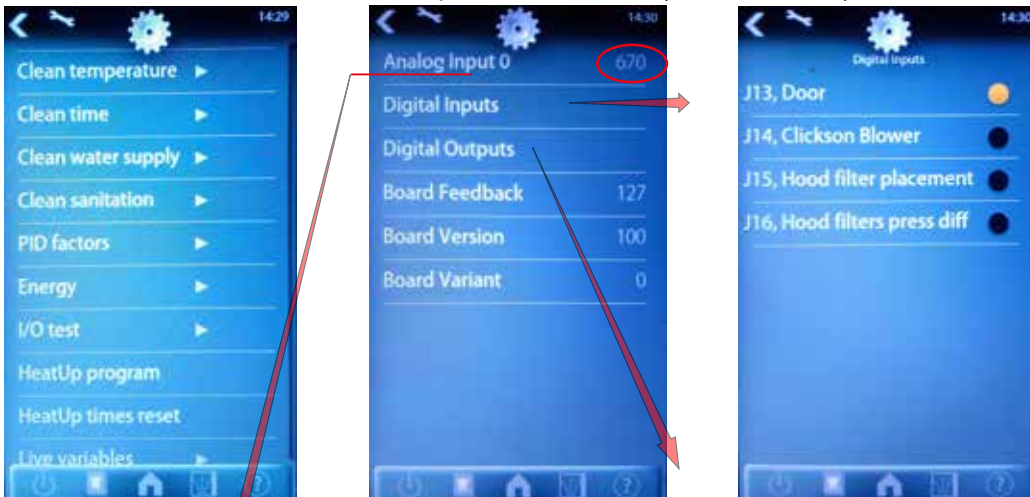 14:29
Clean temperature
Clean time
Clean water supply
Clean sanitation
PID factors
Energy
I/O test
HeatUp program
HeatUp times reset
Live variables
14:30
Analog Input 0 670
Digital Inputs
Digital Outputs
Board Feedback 127
Board Version 100
Board Variant 0
14:30
Digital Inputs
J13, Door
J14, Clickson Blower
J15, Hood filter placement
J16, Hood filters press diff